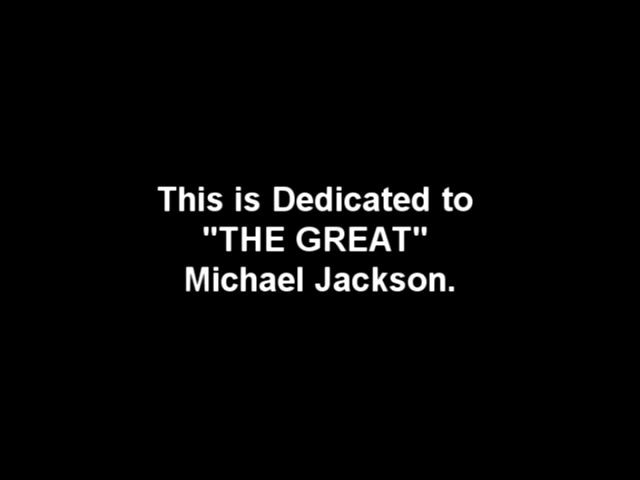 This is Dedicated to
"THE GREAT"
Michael Jackson.